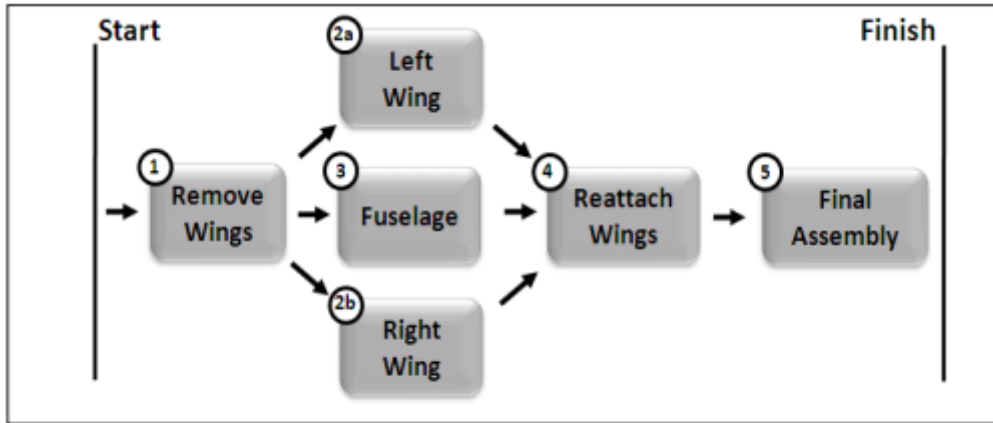 Start
Finish
1
Remove
Wings
2a
Left
Wing
3
Fuselage
2b
Right
Wing
4
Reattach
Wings
5
Final
Assembly